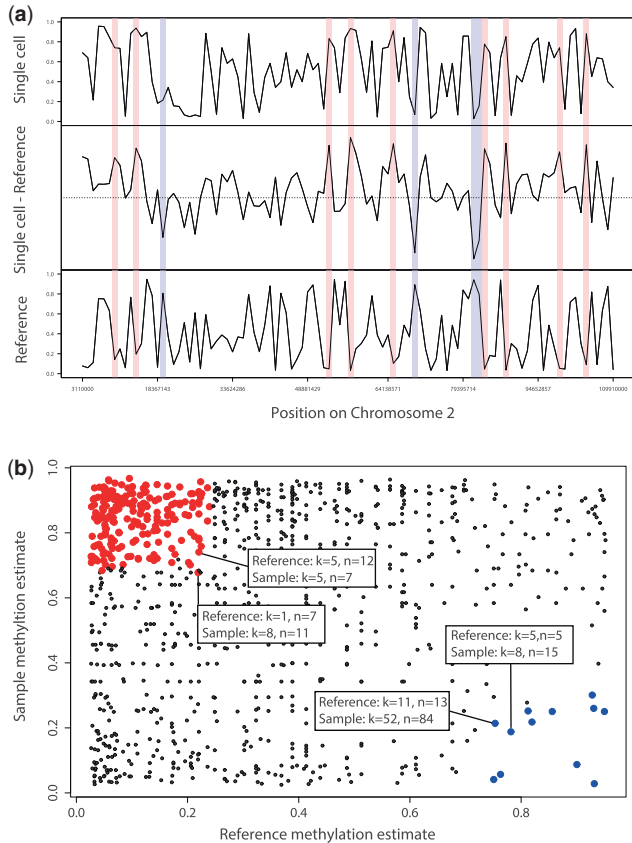 (a)
Single cell
1.0
0.8
0.6
0.4
0.2
0.0
Single cell - Reference
Reference
1.0
0.8
0.6
0.4
0.2
0.0
3110000 18367143 33624286 48881429 64138571 79395714 94652857 109910000
Position on Chromosome 2
(b)
Sample methyltion estimate
1.0
0.8
0.6
0.4
0.2
0.0
Reference: k=5, n=12
Sample: k=5, n=7
Reference: k=1, n=7
Sample: k=8, n=11
Reference: k=5,n=5
Sample: k=8, n=15
Reference: k=11, n=13
Sample: k=52, n=84
0.0 0.2 0.4 0.6 0.8
Reference methylation estimate